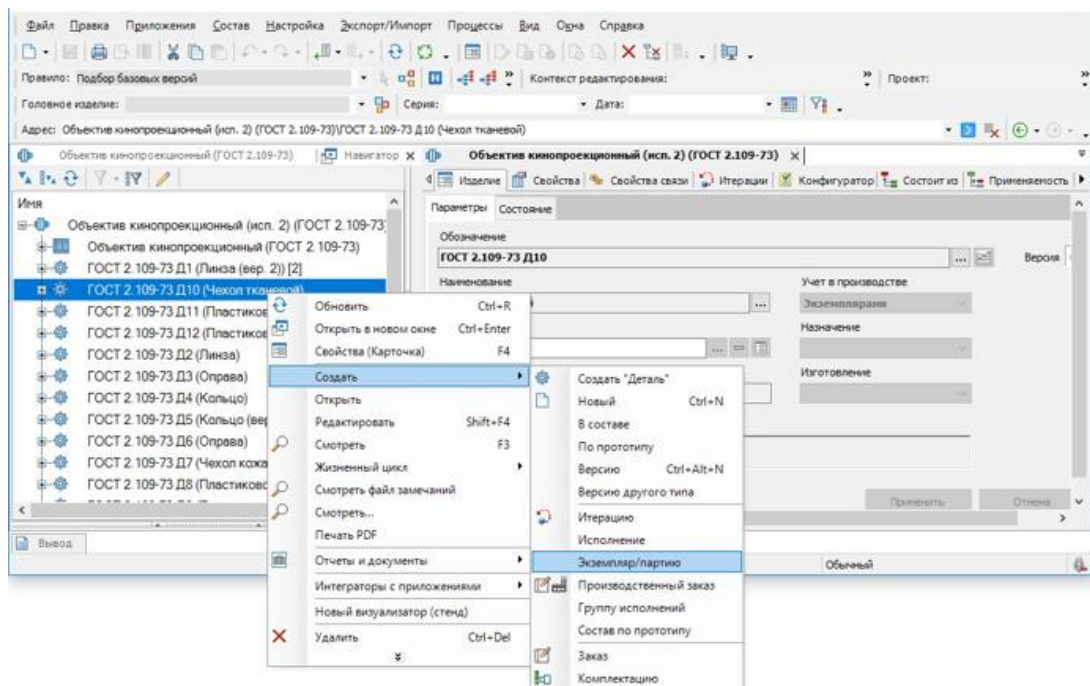 Файл Правка Приложения Состав Настройка Экспорт/Импорт Процессы Вид Окна Справка
Правило: Подбор базовых версий Контекст редактирования: Проект:
Головное изделие: Серия: Дата:
Адрес: Объектив кинопроекционный (исп. 2) (ГОСТ 2.109-73)\ГОСТ 2.109-73 Д10 (Чехол тканевой)
Объектив кинопроекционный (ГОСТ 2.109-73) Навигатор Объектив кинопроекционный (исп. 2) (ГОСТ 2.109-73)
Изделие Свойства Свойства связи Итерации Конфигуратор Состоит из Применяемость
Имя
Объектив кинопроекционный (исп. 2) (ГОСТ 2.109-73)
Объектив кинопроекционный (ГОСТ 2.109-73)
ГОСТ 2.109-73 Д1 (Линза (вер. 2)) [2]
ГОСТ 2.109-73 Д10 (Чехол тканевой)
ГОСТ 2.109-73 Д11 (Пластиков
ГОСТ 2.109-73 Д12 (Пластиков
ГОСТ 2.109-73 Д2 (Линза)
ГОСТ 2.109-73 Д3 (Оправа)
ГОСТ 2.109-73 Д4 (Кольцо)
ГОСТ 2.109-73 Д5 (Кольцо (вер
ГОСТ 2.109-73 Д6 (Оправа)
ГОСТ 2.109-73 Д7 (Чехол кожа
ГОСТ 2.109-73 Д8 (Пластиково
Вывод
Параметры Состояние
Обозначение
ГОСТ 2.109-73 Д10 ... Версия
Наименование Учет в производстве
... Экземплярами
Назначение
...
Изготовление
Применить Отмена
Обычный
Обновить Ctrl+R
Открыть в новом окне Ctrl+Enter
Свойства (Карточка) F4
Создать
Открыть
Редактировать Shift+F4
Смотреть F3
Жизненный цикл
Смотреть файл замечаний
Смотреть...
Печать PDF
Отчеты и документы
Интеграторы с приложениями
Новый визуализатор (стенд)
Удалить Ctrl+Del
Создать "Деталь"
Новый Ctrl+N
В составе
По прототипу
Версию Ctrl+Alt+N
Версию другого типа
Итерацию
Исполнение
Экземпляр/партию
Производственный заказ
Группу исполнений
Состав по прототипу
Заказ
Комплектацию